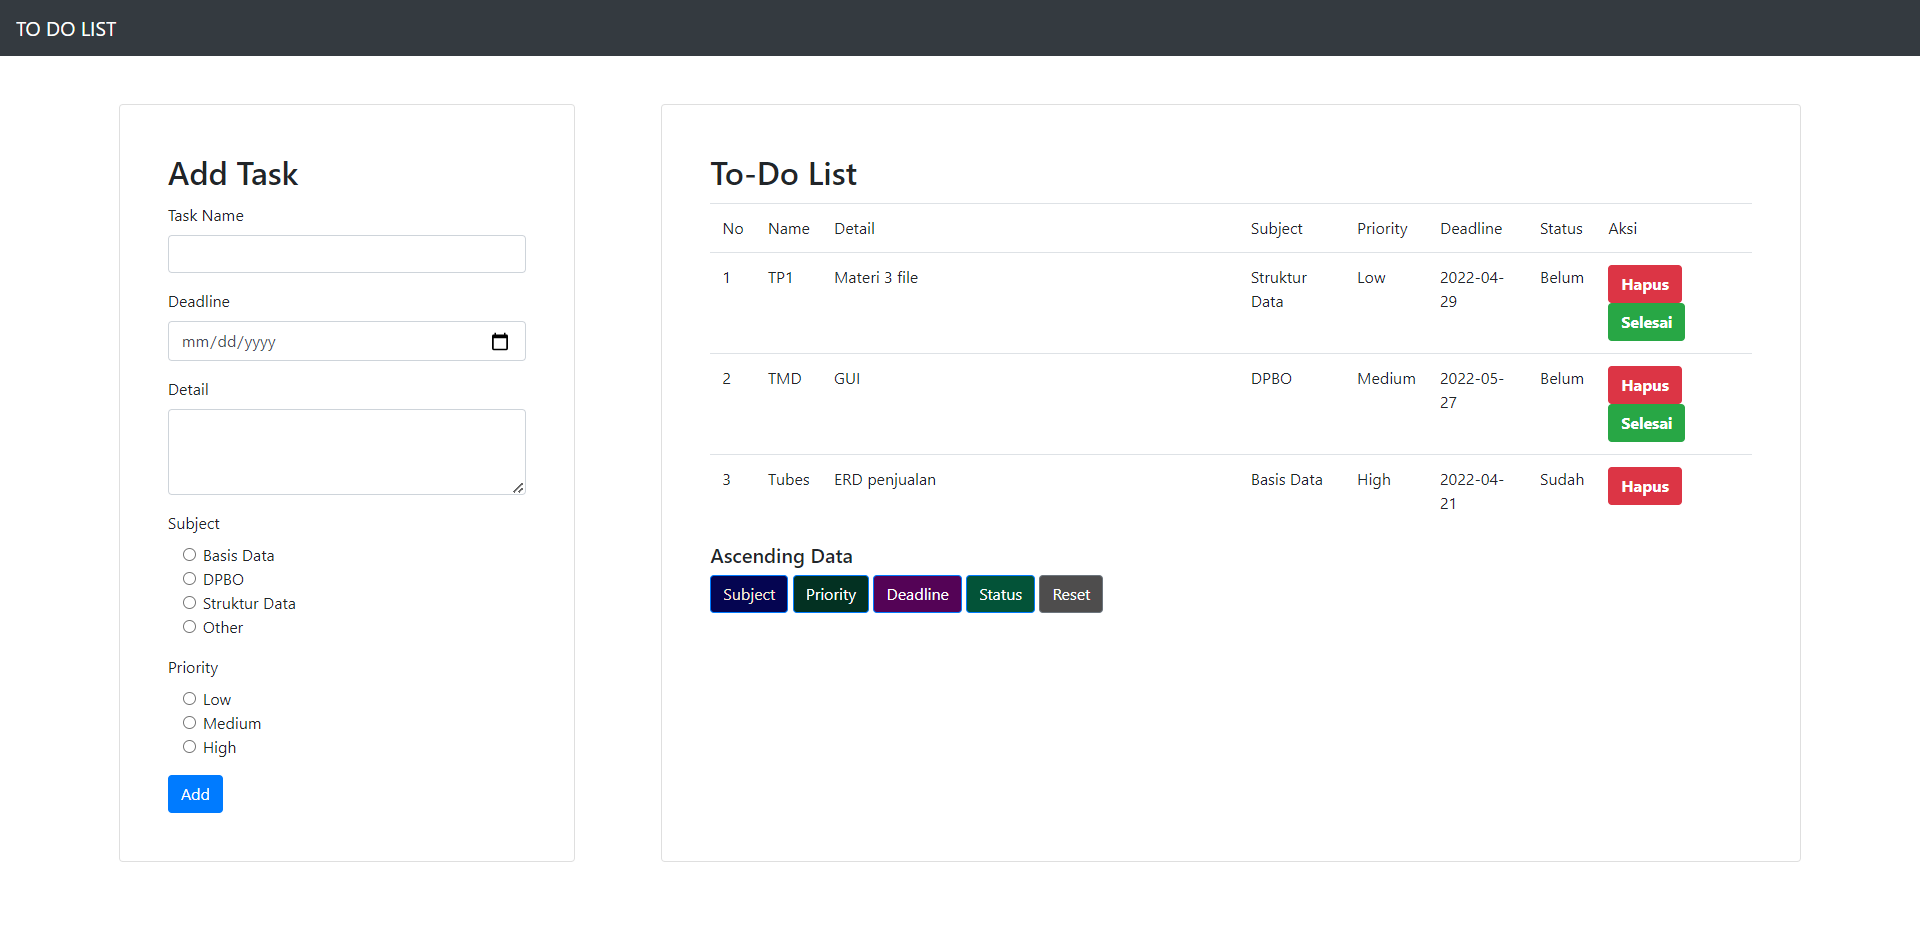 TO DO LIST
Add Task
Task Name
Deadline
mm/dd/yyyy
Detail
Subject
Basis Data
DPBO
Struktur Data
Other
Priority
Low
Medium
High
Add
To-Do List
No Name Detail Subject Priority Deadline Status Aksi
1 TP1 Materi 3 file Struktur Low 2022-04- Belum Hapus
Data 29
Selesai
2 TMD GUI DPBO Medium 2022-05- Belum Hapus
27
Selesai
3 Tubes ERD penjualan Basis Data High 2022-04- Sudah Hapus
21
Ascending Data
Subject Priority Deadline Status Reset